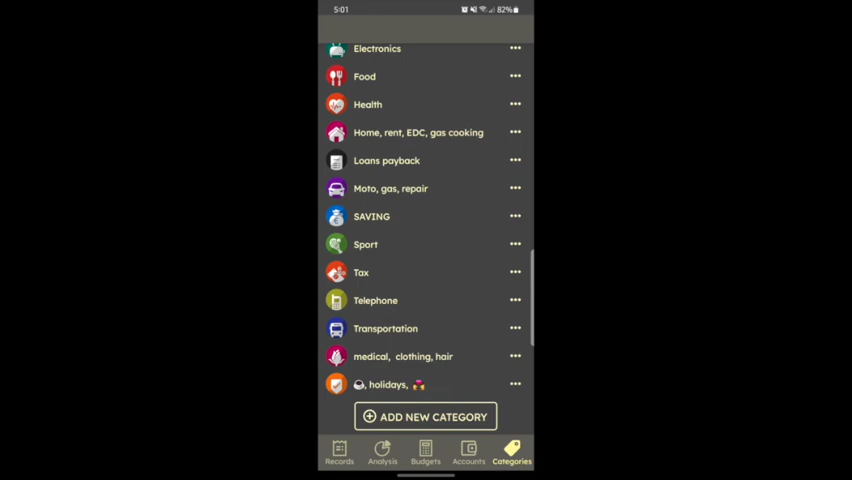 5:01 82%
Electronics
Food
Health
Home, rent, EDC, gas cooking
Loans payback
Moto, gas, repair
SAVING
Sport
Tax
Telephone
Transportation
medical, clothing, hair
☕, holidays, 💑
ADD NEW CATEGORY
Records Analysis Budgets Accounts Categories